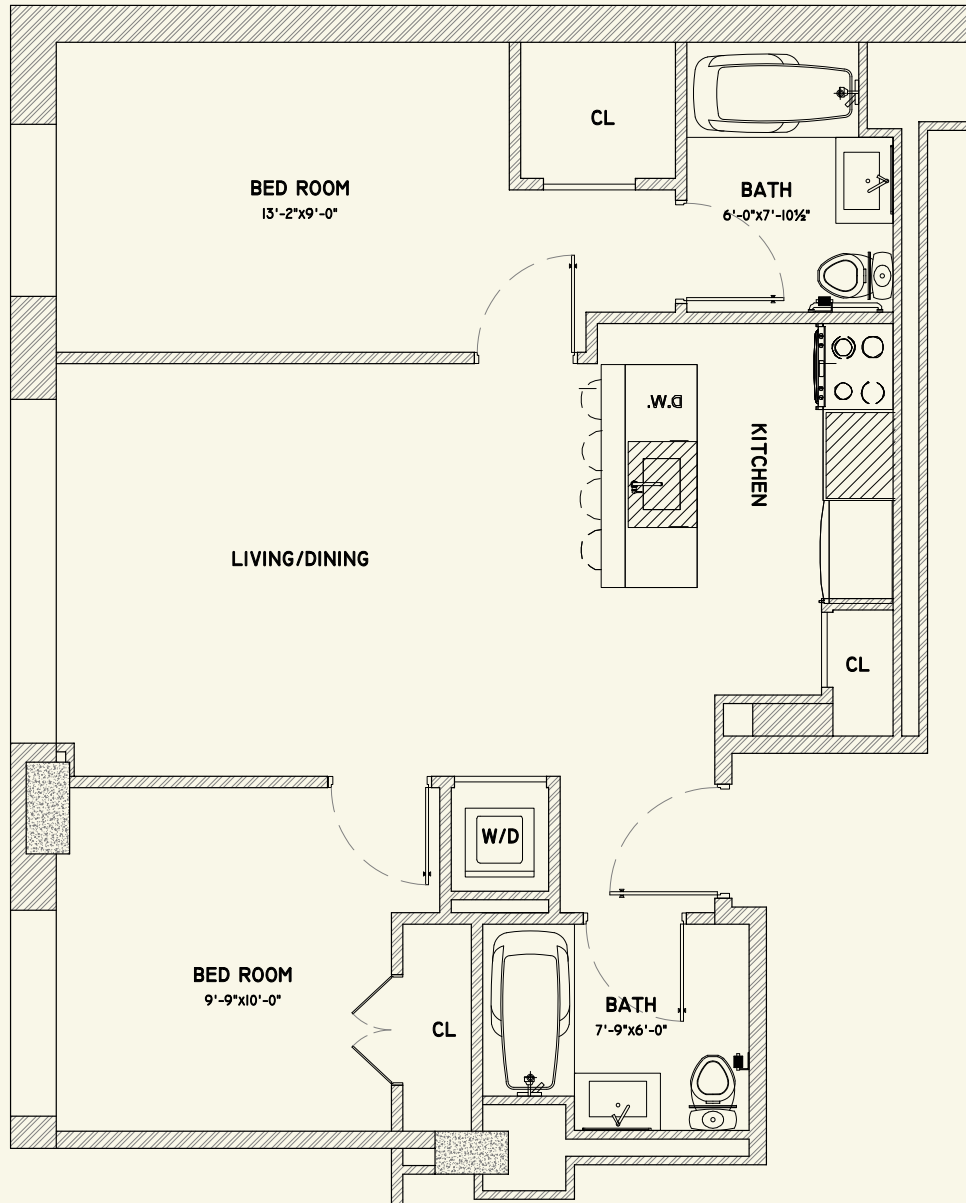 CL
BED ROOM
13'-2"x9'-0"
BATH
6'-0"x7'-10½"
D.W.
KITCHEN
LIVING/DINING
CL
W/D
BED ROOM
9'-9"x10'-0"
CL
BATH
7'-9"x6'-0"